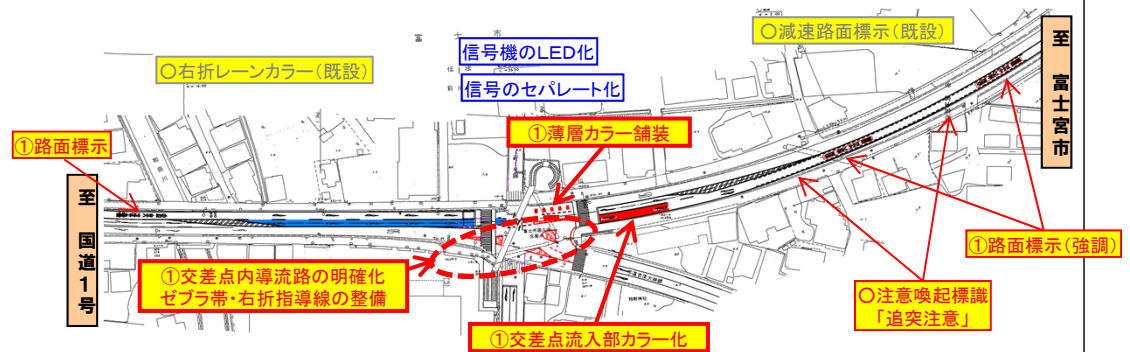 ○減速路面標示(既設)
富士市
信号機のLED化
○右折レーンカラー(既設)
信号のセパレート化
至 富士宮市
①薄層カラー舗装
①路面標示
至 国道1号
①路面標示(強調)
①交差点内導流路の明確化
ゼブラ帯・右折指導線の整備
○注意喚起標識
「追突注意」
①交差点流入部カラー化